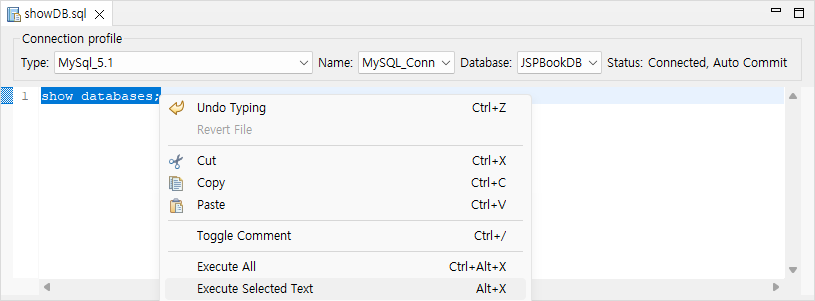 showDB.sql
Connection profile
Type: MySql_5.1 Name: MySQL_Conn Database: JSPBookDB Status: Connected, Auto Commit
1 show databases;
Undo Typing Ctrl+Z
Revert File
Cut Ctrl+X
Copy Ctrl+C
Paste Ctrl+V
Toggle Comment Ctrl+/
Execute All Ctrl+Alt+X
Execute Selected Text Alt+X